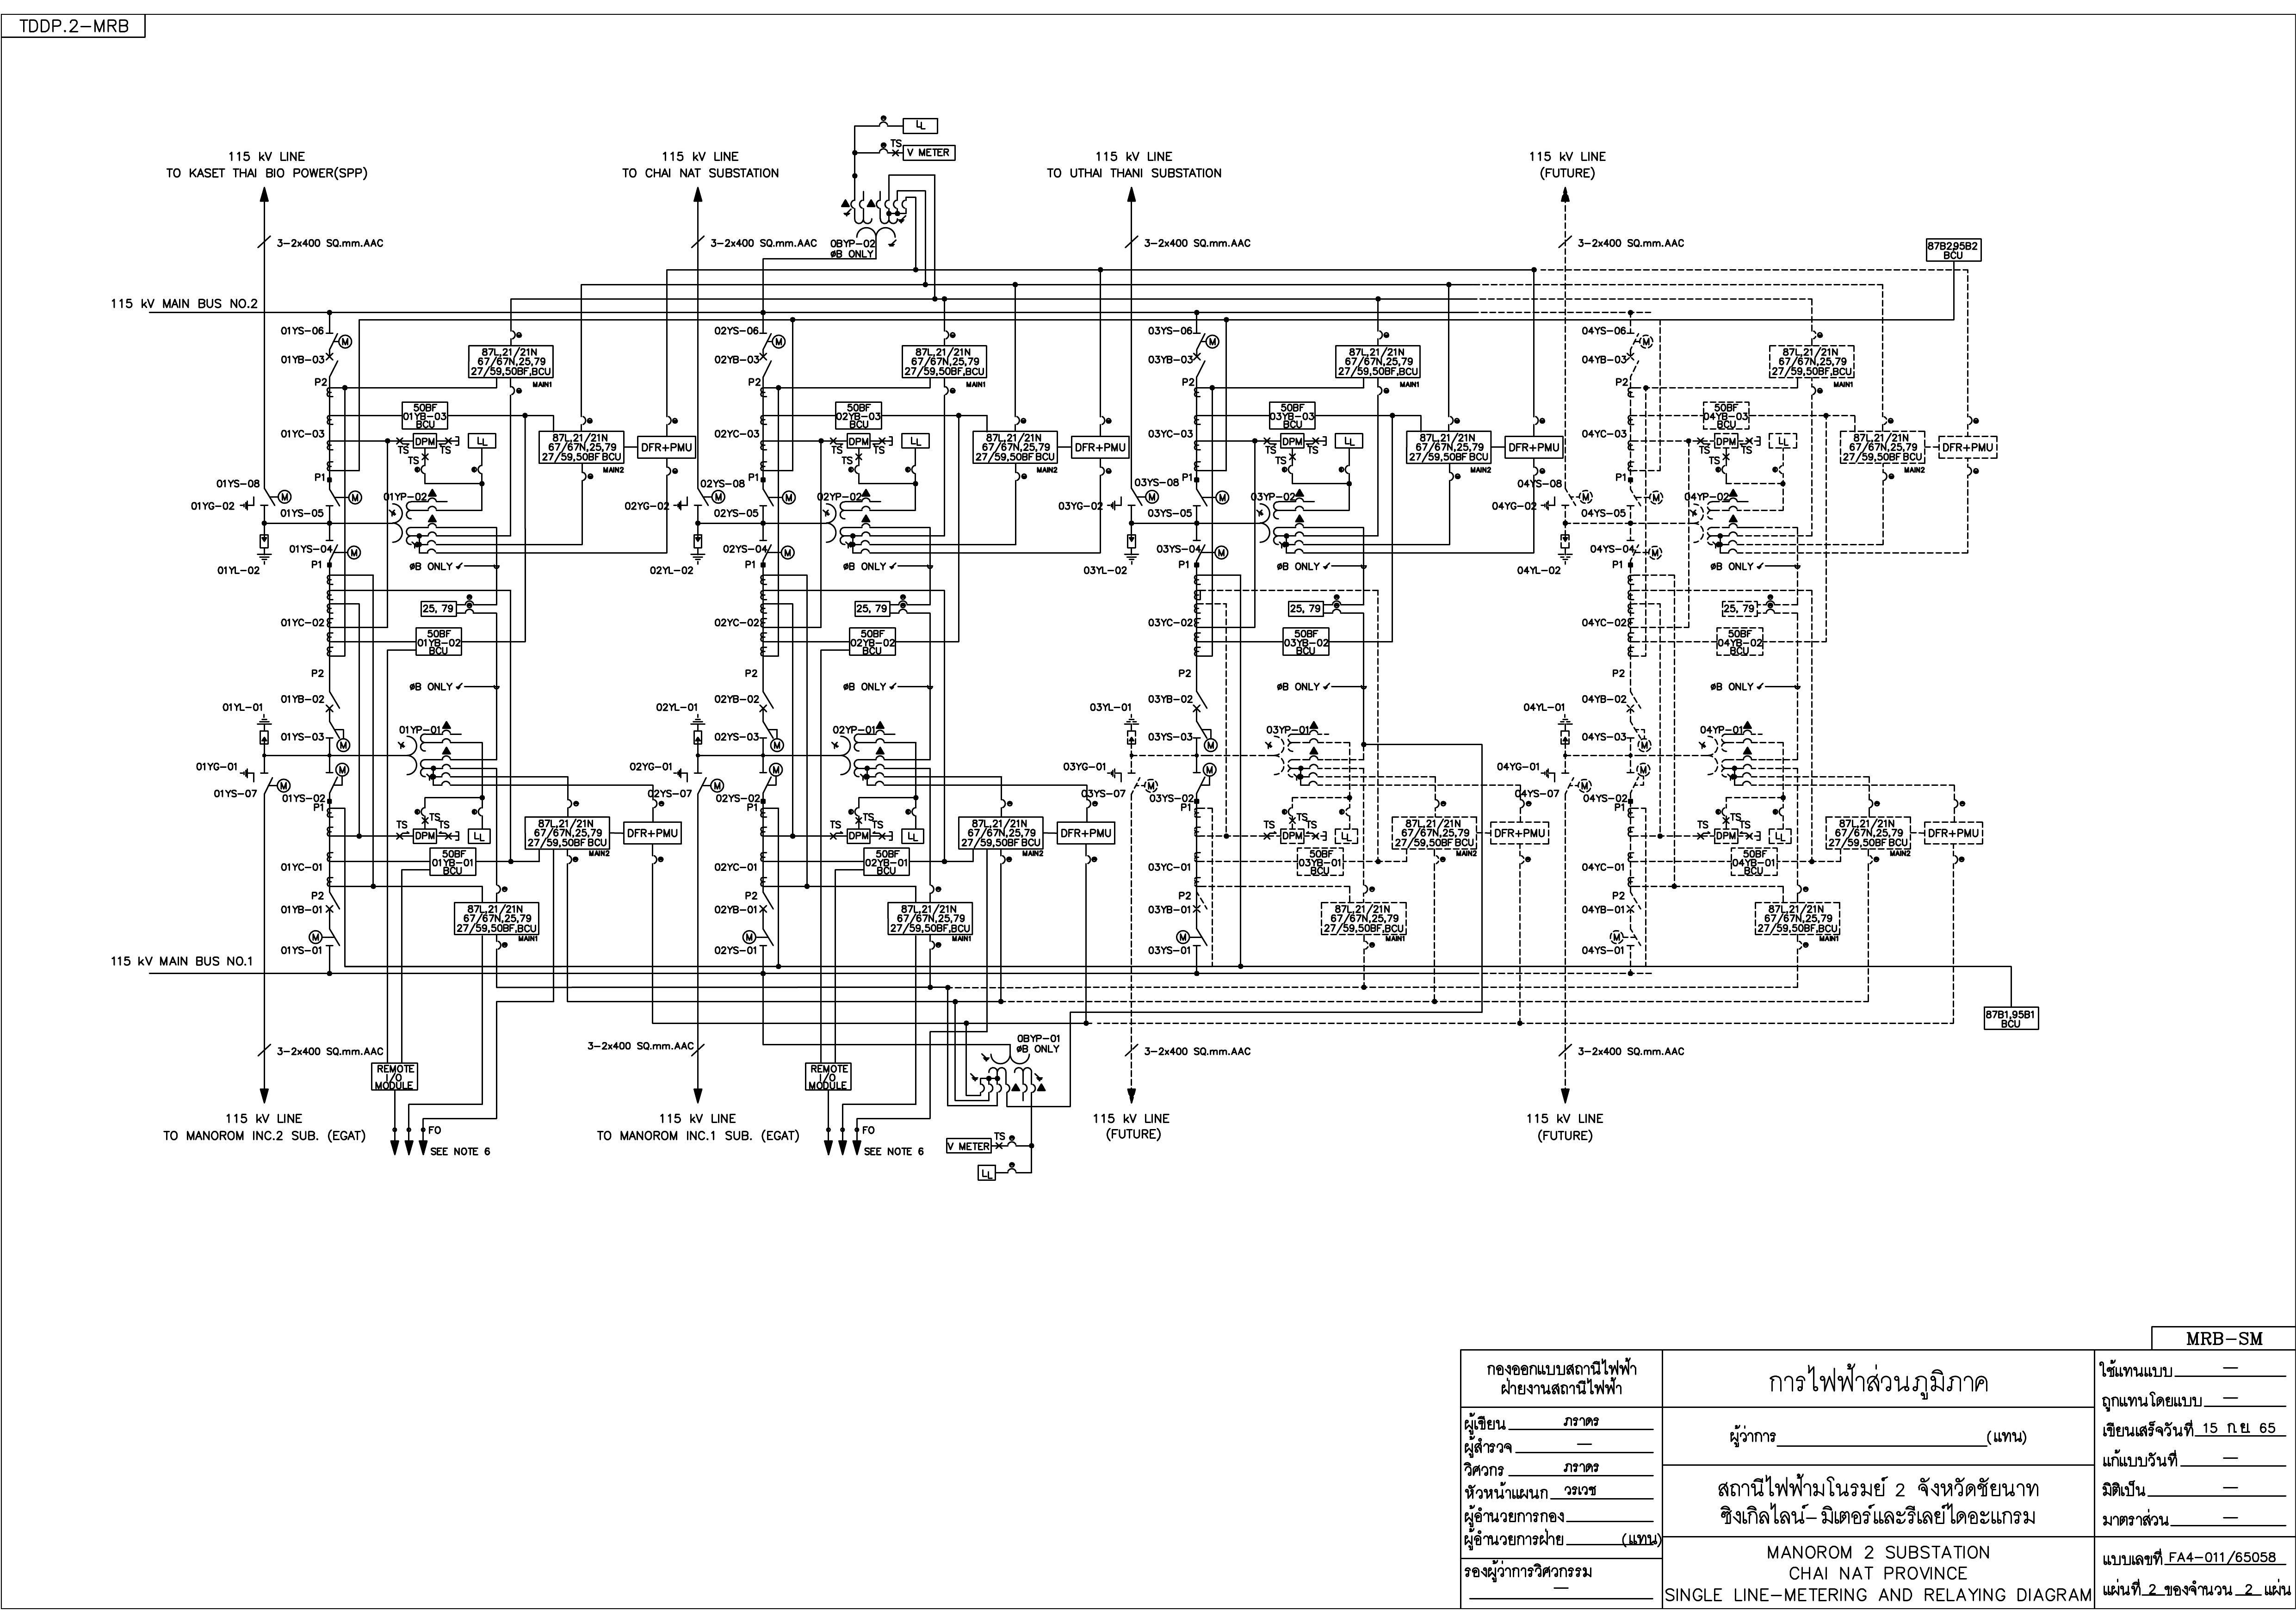 TDDP.2-MRB
LL
TS
V METER
115 kV LINE
TO KASET THAI BIO POWER(SPP)
115 kV LINE
TO CHAI NAT SUBSTATION
115 kV LINE
TO UTHAI THANI SUBSTATION
115 kV LINE
(FUTURE)
3-2x400 SQ.mm.AAC
3-2x400 SQ.mm.AAC
0BYP-02
øB ONLY
3-2x400 SQ.mm.AAC
3-2x400 SQ.mm.AAC
87B2,95B2
BCU
115 kV MAIN BUS NO.2
01YS-06
M
01YB-03
P2
87L,21/21N
67/67N,25,79
27/59,50BF,BCU
MAIN1
50BF
01YB-03
BCU
01YC-03
TS
DPM
TS
LL
TS
87L,21/21N
67/67N,25,79
27/59,50BF BCU
MAIN2
DFR+PMU
P1
01YS-08
M
M
01YP-02
01YG-02
01YS-05
01YS-04
M
P1
01YL-02
øB ONLY
25, 79
01YC-02
50BF
01YB-02
BCU
P2
øB ONLY
01YB-02
01YL-01
01YS-03
M
01YP-01
01YG-01
M
01YS-07
M
01YS-02
P1
TS
TS
DPM
TS
LL
87L,21/21N
67/67N,25,79
27/59,50BF BCU
MAIN2
DFR+PMU
50BF
01YB-01
BCU
01YC-01
P2
01YB-01
87L,21/21N
67/67N,25,79
27/59,50BF,BCU
MAIN1
M
01YS-01
02YS-06
M
02YB-03
P2
87L,21/21N
67/67N,25,79
27/59,50BF,BCU
MAIN1
50BF
02YB-03
BCU
02YC-03
TS
DPM
TS
LL
TS
87L,21/21N
67/67N,25,79
27/59,50BF BCU
MAIN2
DFR+PMU
P1
02YS-08
M
M
02YP-02
02YG-02
02YS-05
02YS-04
M
P1
02YL-02
øB ONLY
25, 79
02YC-02
50BF
02YB-02
BCU
P2
øB ONLY
02YB-02
02YL-01
02YS-03
M
02YP-01
02YG-01
M
02YS-07
M
02YS-02
P1
TS
TS
DPM
TS
LL
87L,21/21N
67/67N,25,79
27/59,50BF BCU
MAIN2
DFR+PMU
50BF
02YB-01
BCU
02YC-01
P2
02YB-01
87L,21/21N
67/67N,25,79
27/59,50BF,BCU
MAIN1
M
02YS-01
03YS-06
M
03YB-03
P2
87L,21/21N
67/67N,25,79
27/59,50BF,BCU
MAIN1
50BF
03YB-03
BCU
03YC-03
TS
DPM
TS
LL
TS
87L,21/21N
67/67N,25,79
27/59,50BF BCU
MAIN2
DFR+PMU
P1
03YS-08
M
M
03YP-02
03YG-02
03YS-05
03YS-04
M
P1
03YL-02
øB ONLY
25, 79
03YC-02
50BF
03YB-02
BCU
P2
øB ONLY
03YB-02
03YL-01
03YS-03
M
03YP-01
03YG-01
M
03YS-07
M
03YS-02
P1
TS
TS
DPM
TS
LL
87L,21/21N
67/67N,25,79
27/59,50BF BCU
MAIN2
DFR+PMU
50BF
03YB-01
BCU
03YC-01
P2
03YB-01
87L,21/21N
67/67N,25,79
27/59,50BF,BCU
MAIN1
M
03YS-01
04YS-06
M
04YB-03
P2
87L,21/21N
67/67N,25,79
27/59,50BF,BCU
MAIN1
50BF
04YB-03
BCU
04YC-03
TS
DPM
TS
LL
TS
87L,21/21N
67/67N,25,79
27/59,50BF BCU
MAIN2
DFR+PMU
P1
04YS-08
M
M
04YP-02
04YG-02
04YS-05
04YS-04
M
P1
04YL-02
øB ONLY
25, 79
04YC-02
50BF
04YB-02
BCU
P2
øB ONLY
04YB-02
04YL-01
04YS-03
M
04YP-01
04YG-01
M
04YS-07
M
04YS-02
P1
TS
TS
DPM
TS
LL
87L,21/21N
67/67N,25,79
27/59,50BF BCU
MAIN2
DFR+PMU
50BF
04YB-01
BCU
04YC-01
P2
04YB-01
87L,21/21N
67/67N,25,79
27/59,50BF,BCU
MAIN1
M
04YS-01
115 kV MAIN BUS NO.1
87B1,95B1
BCU
3-2x400 SQ.mm.AAC
3-2x400 SQ.mm.AAC
0BYP-01
øB ONLY
3-2x400 SQ.mm.AAC
3-2x400 SQ.mm.AAC
REMOTE
I/O
MODULE
REMOTE
I/O
MODULE
115 kV LINE
TO MANOROM INC.2 SUB. (EGAT)
FO
SEE NOTE 6
115 kV LINE
TO MANOROM INC.1 SUB. (EGAT)
FO
SEE NOTE 6
V METER
TS
LL
115 kV LINE
(FUTURE)
115 kV LINE
(FUTURE)
MRB-SM
กองออกแบบสถานีไฟฟ้า
ฝ่ายงานสถานีไฟฟ้า
ผู้เขียน ภราดร
ผู้สำรวจ —
วิศวกร ภราดร
หัวหน้าแผนก วรเวช
ผู้อำนวยการกอง
ผู้อำนวยการฝ่าย (แทน)
รองผู้ว่าการวิศวกรรม
—
การไฟฟ้าส่วนภูมิภาค
ผู้ว่าการ (แทน)
สถานีไฟฟ้ามโนรมย์ 2 จังหวัดชัยนาท
ซิงเกิลไลน์-มิเตอร์และรีเลย์ไดอะแกรม
MANOROM 2 SUBSTATION
CHAI NAT PROVINCE
SINGLE LINE-METERING AND RELAYING DIAGRAM
ใช้แทนแบบ —
ถูกแทนโดยแบบ —
เขียนเสร็จวันที่ 15 ก.ย. 65
แก้แบบวันที่ —
มิติเป็น —
มาตราส่วน —
แบบเลขที่ FA4-011/65058
แผ่นที่ 2 ของจำนวน 2 แผ่น